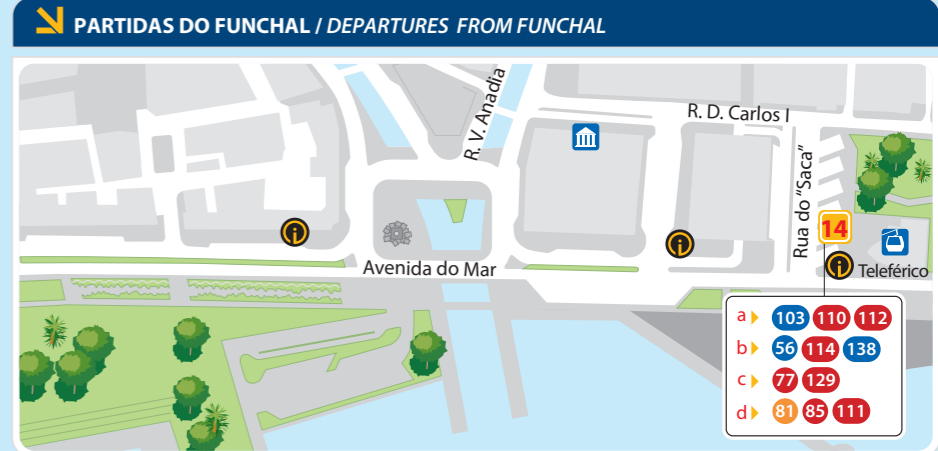 PARTIDAS DO FUNCHAL / DEPARTURES FROM FUNCHAL
R. V. Anadia
R. D. Carlos I
Rua do "Saca"
14
Avenida do Mar
Teleférico
a 103 110 112
b 56 114 138
c 77 129
d 81 85 111